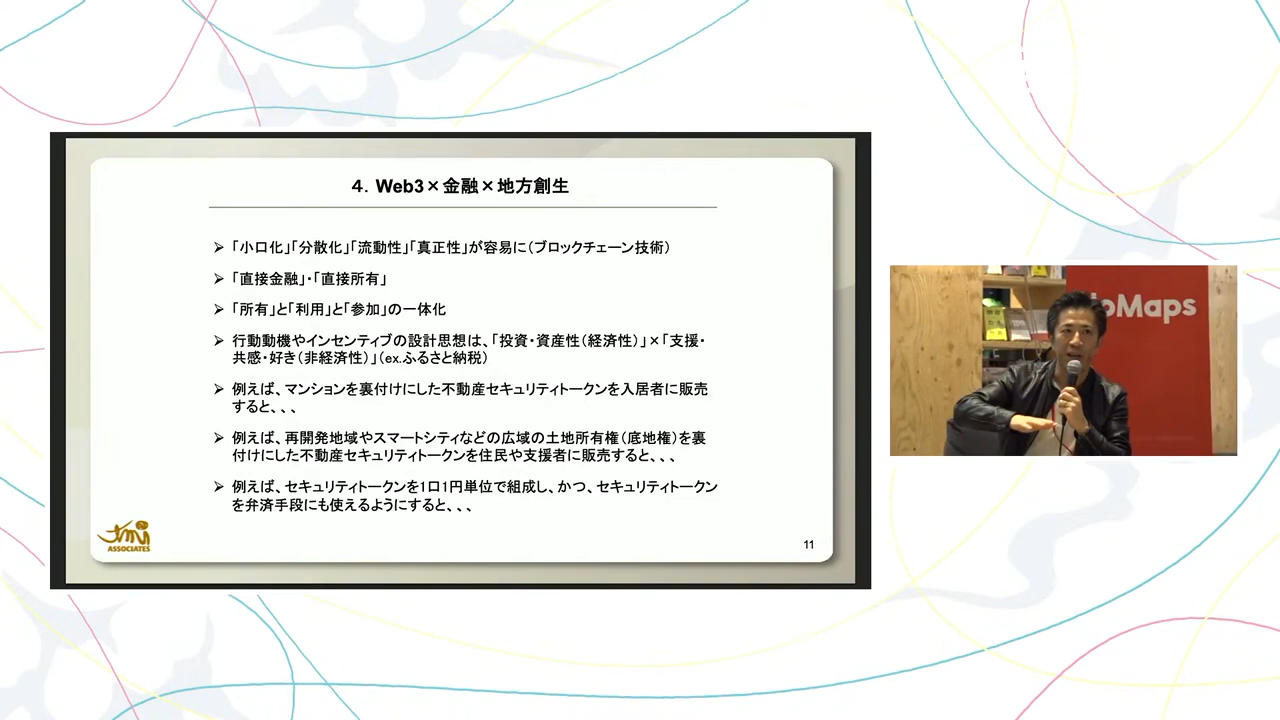 ４．Web3×金融×地方創生
➢ 「小口化」「分散化」「流動性」「真正性」が容易に（ブロックチェーン技術）
➢ 「直接金融」・「直接所有」
➢ 「所有」と「利用」と「参加」の一体化
➢ 行動動機やインセンティブの設計思想は、「投資・資産性（経済性）」×「支援・
共感・好き（非経済性）」（ex.ふるさと納税）
➢ 例えば、マンションを裏付けにした不動産セキュリティトークンを入居者に販売
すると、、、
➢ 例えば、再開発地域やスマートシティなどの広域の土地所有権（底地権）を裏
付けにした不動産セキュリティトークンを住民や支援者に販売すると、、、
➢ 例えば、セキュリティトークンを1口1円単位で組成し、かつ、セキュリティトークン
を弁済手段にも使えるようにすると、、、
tmi
ASSOCIATES
11
oMaps